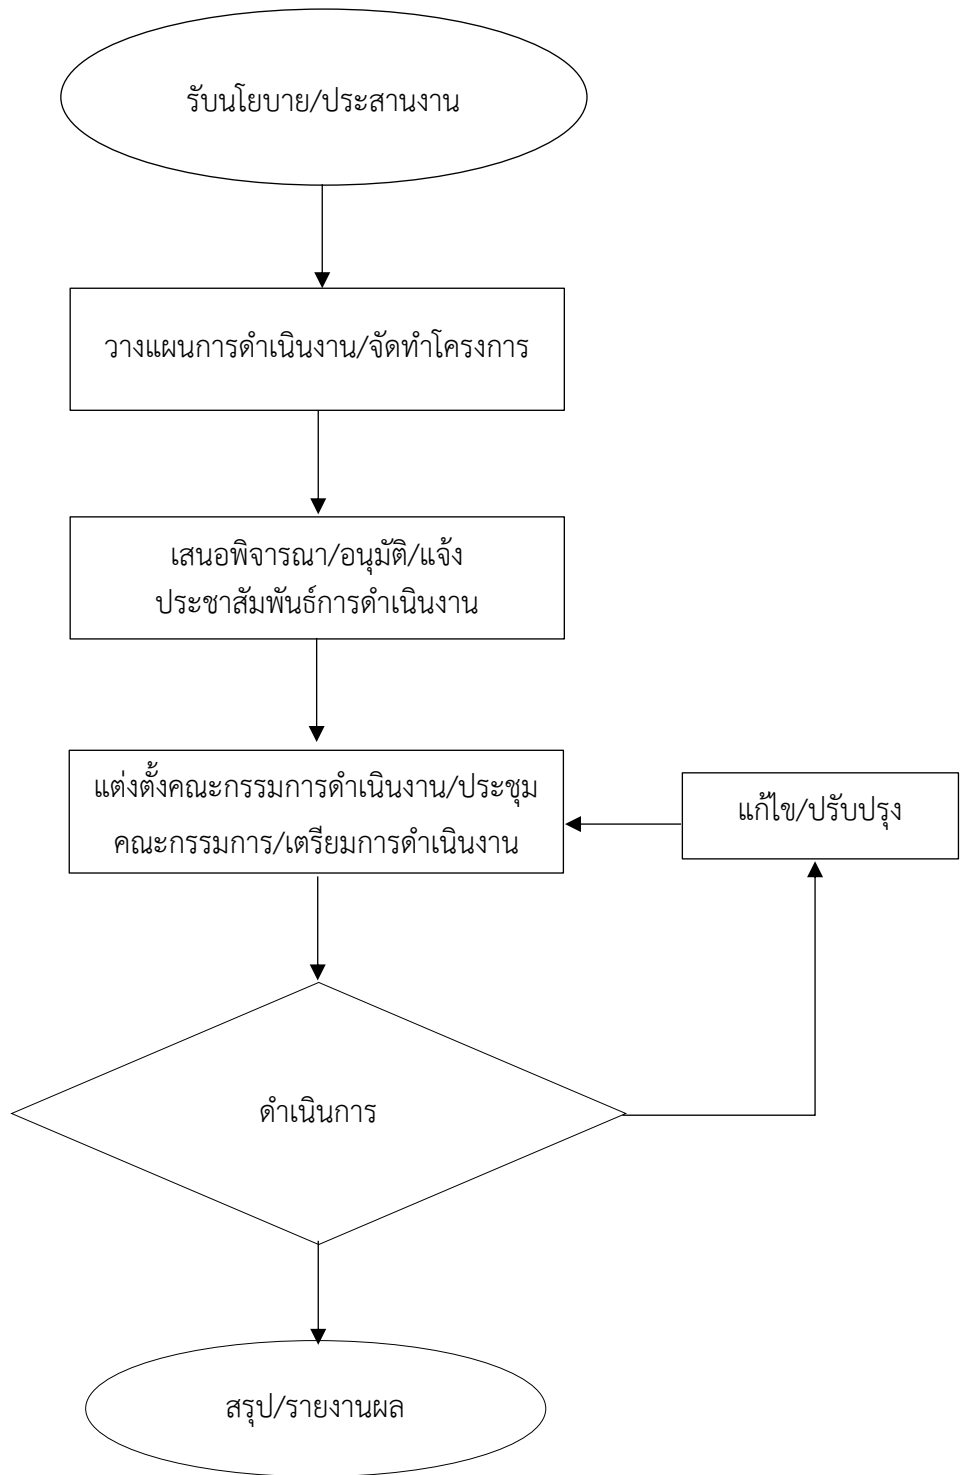 รับนโยบาย/ประสานงาน
วางแผนการดำเนินงาน/จัดทำโครงการ
เสนอพิจารณา/อนุมัติ/แจ้ง
ประชาสัมพันธ์การดำเนินงาน
แต่งตั้งคณะกรรมการดำเนินงาน/ประชุม
คณะกรรมการ/เตรียมการดำเนินงาน
แก้ไข/ปรับปรุง
ดำเนินการ
สรุป/รายงานผล